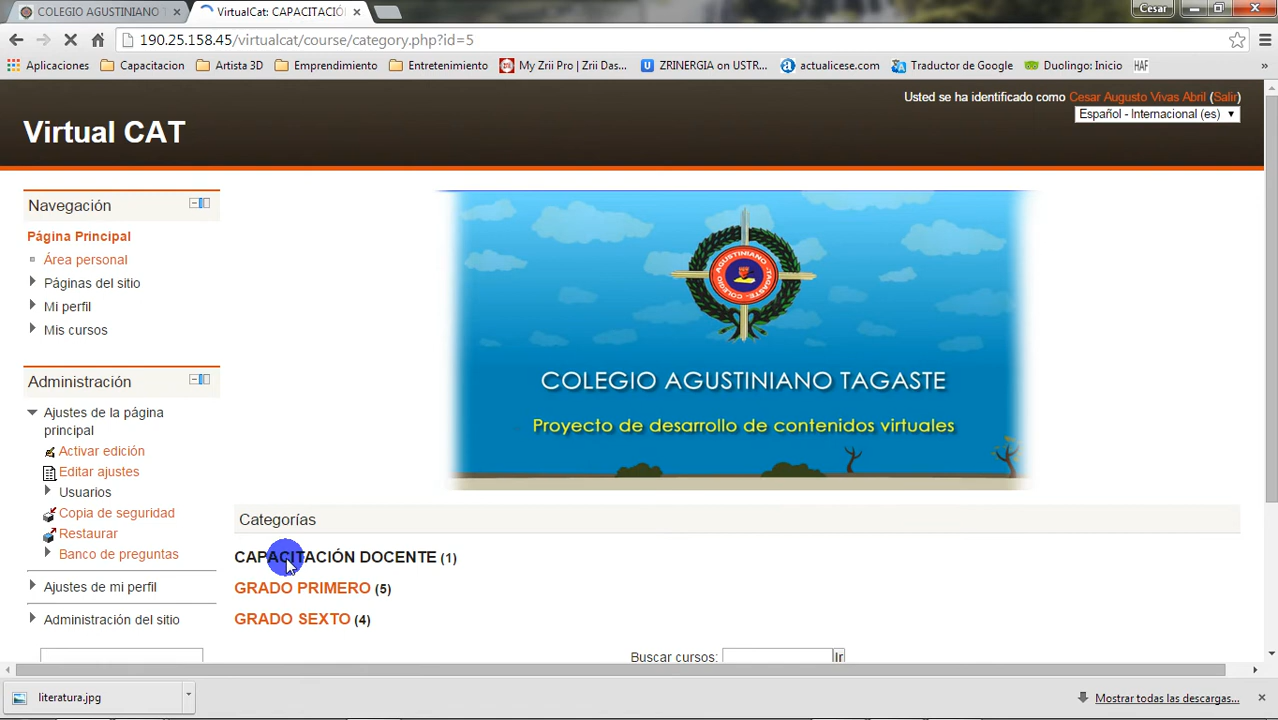 COLEGIO AGUSTINIANO T
VirtualCat: CAPACITACIÓN
Cesar
190.25.158.45/virtualcat/course/category.php?id=5
Aplicaciones
Capacitacion
Artista 3D
Emprendimiento
Entretenimiento
My Zrii Pro | Zrii Das...
ZRINERGIA on USTR...
actualicese.com
Traductor de Google
Duolingo: Inicio
HAF
»
Usted se ha identificado como Cesar Augusto Vivas Abril (Salir)
Español - Internacional (es)
Virtual CAT
Navegación
Página Principal
Área personal
Páginas del sitio
Mi perfil
Mis cursos
Administración
Ajustes de la página
principal
Activar edición
Editar ajustes
Usuarios
Copia de seguridad
Restaurar
Banco de preguntas
Ajustes de mi perfil
Administración del sitio
COLEGIO AGUSTINIANO TAGASTE
Proyecto de desarrollo de contenidos virtuales
Categorías
CAPACITACIÓN DOCENTE (1)
GRADO PRIMERO (5)
GRADO SEXTO (4)
Buscar cursos:
Ir
literatura.jpg
Mostrar todas las descargas...